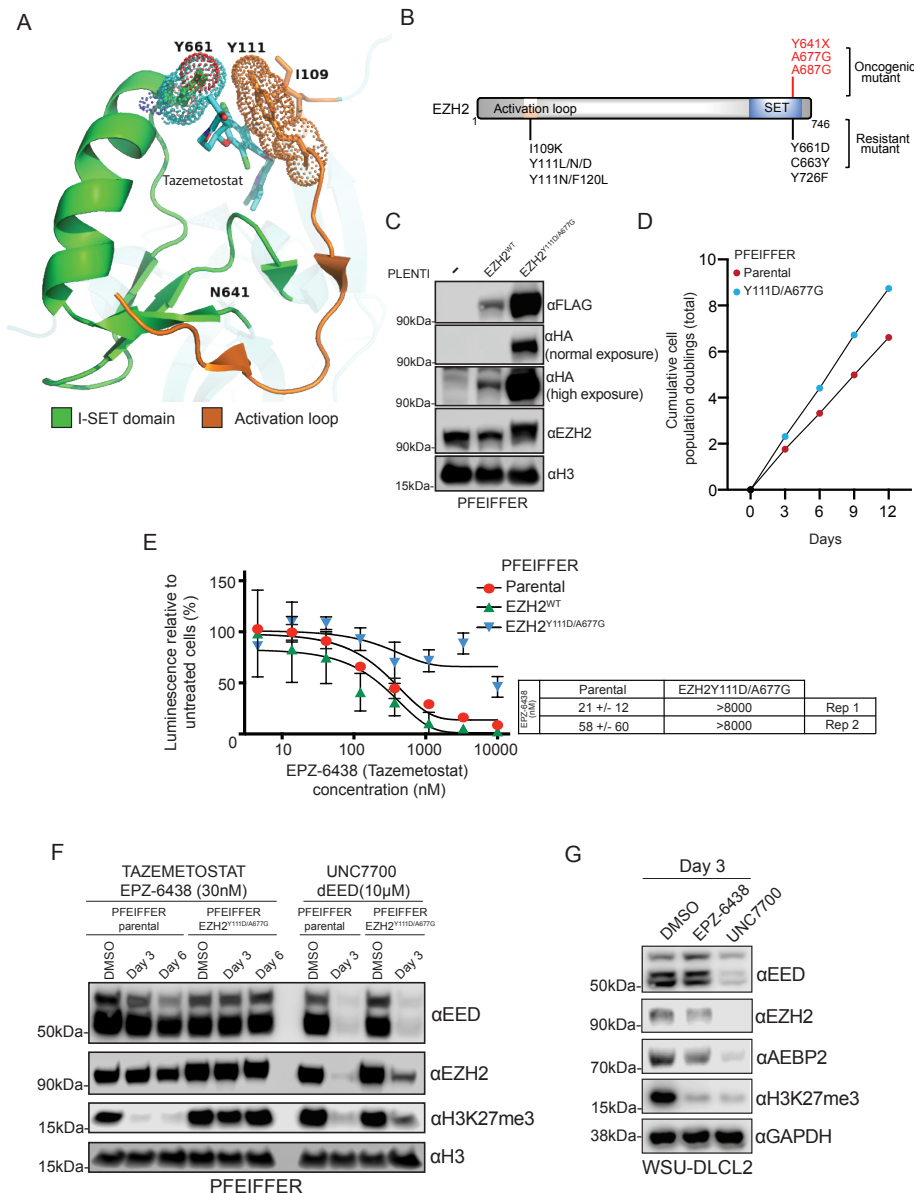 A
Y661 Y111
I109
Tazemetostat
N641
I-SET domain
Activation loop
B
Y641X
A677G
A687G
Oncogenic
mutant
EZH2
Activation loop
SET
1
746
I109K
Y111L/N/D
Y111N/F120L
Y661D
C663Y
Y726F
Resistant
mutant
C
PLENTI
-
EZH2WT
EZH2Y111D/A677G
αFLAG
90kDa-
αHA
(normal exposure)
90kDa-
αHA
(high exposure)
90kDa-
αEZH2
90kDa-
αH3
15kDa-
PFEIFFER
D
PFEIFFER
Parental
Y111D/A677G
Cumulative cell
population doublings (total)
10
8
6
4
2
0
0 3 6 9 12
Days
E
PFEIFFER
Parental
EZH2WT
EZH2Y111D/A677G
Luminescence relative to
untreated cells (%)
150
100
50
0
10 100 1000 10000
EPZ-6438 (Tazemetostat)
concentration (nM)
EPZ-6438
(nM)
Parental EZH2Y111D/A677G
21 +/- 12 >8000 Rep 1
58 +/- 60 >8000 Rep 2
F
TAZEMETOSTAT
EPZ-6438 (30nM)
UNC7700
dEED(10µM)
PFEIFFER
parental
PFEIFFER
EZH2Y111D/A677G
PFEIFFER
parental
PFEIFFER
EZH2Y111D/A677G
DMSO Day 3 Day 6 DMSO Day 3 Day 6 DMSO Day 3 DMSO Day 3
50kDa-
αEED
90kDa-
αEZH2
15kDa-
αH3K27me3
15kDa-
αH3
PFEIFFER
G
Day 3
DMSO EPZ-6438 UNC7700
50kDa-
αEED
90kDa-
αEZH2
70kDa-
αAEBP2
15kDa-
αH3K27me3
38kDa-
αGAPDH
WSU-DLCL2